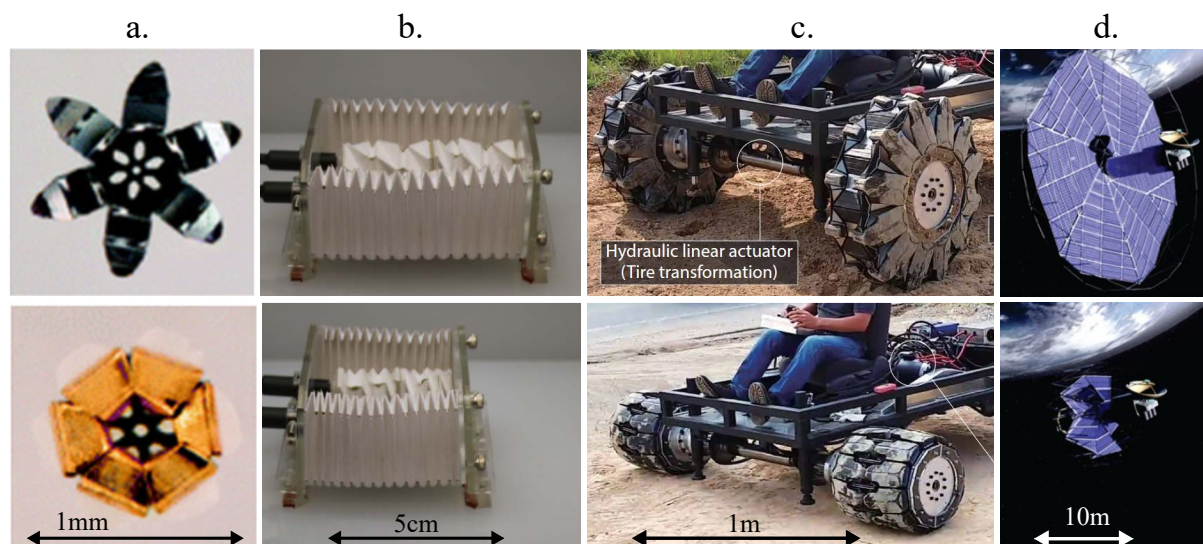 a.
b.
c.
d.
Hydraulic linear actuator
(Tire transformation)
1mm
5cm
1m
10m